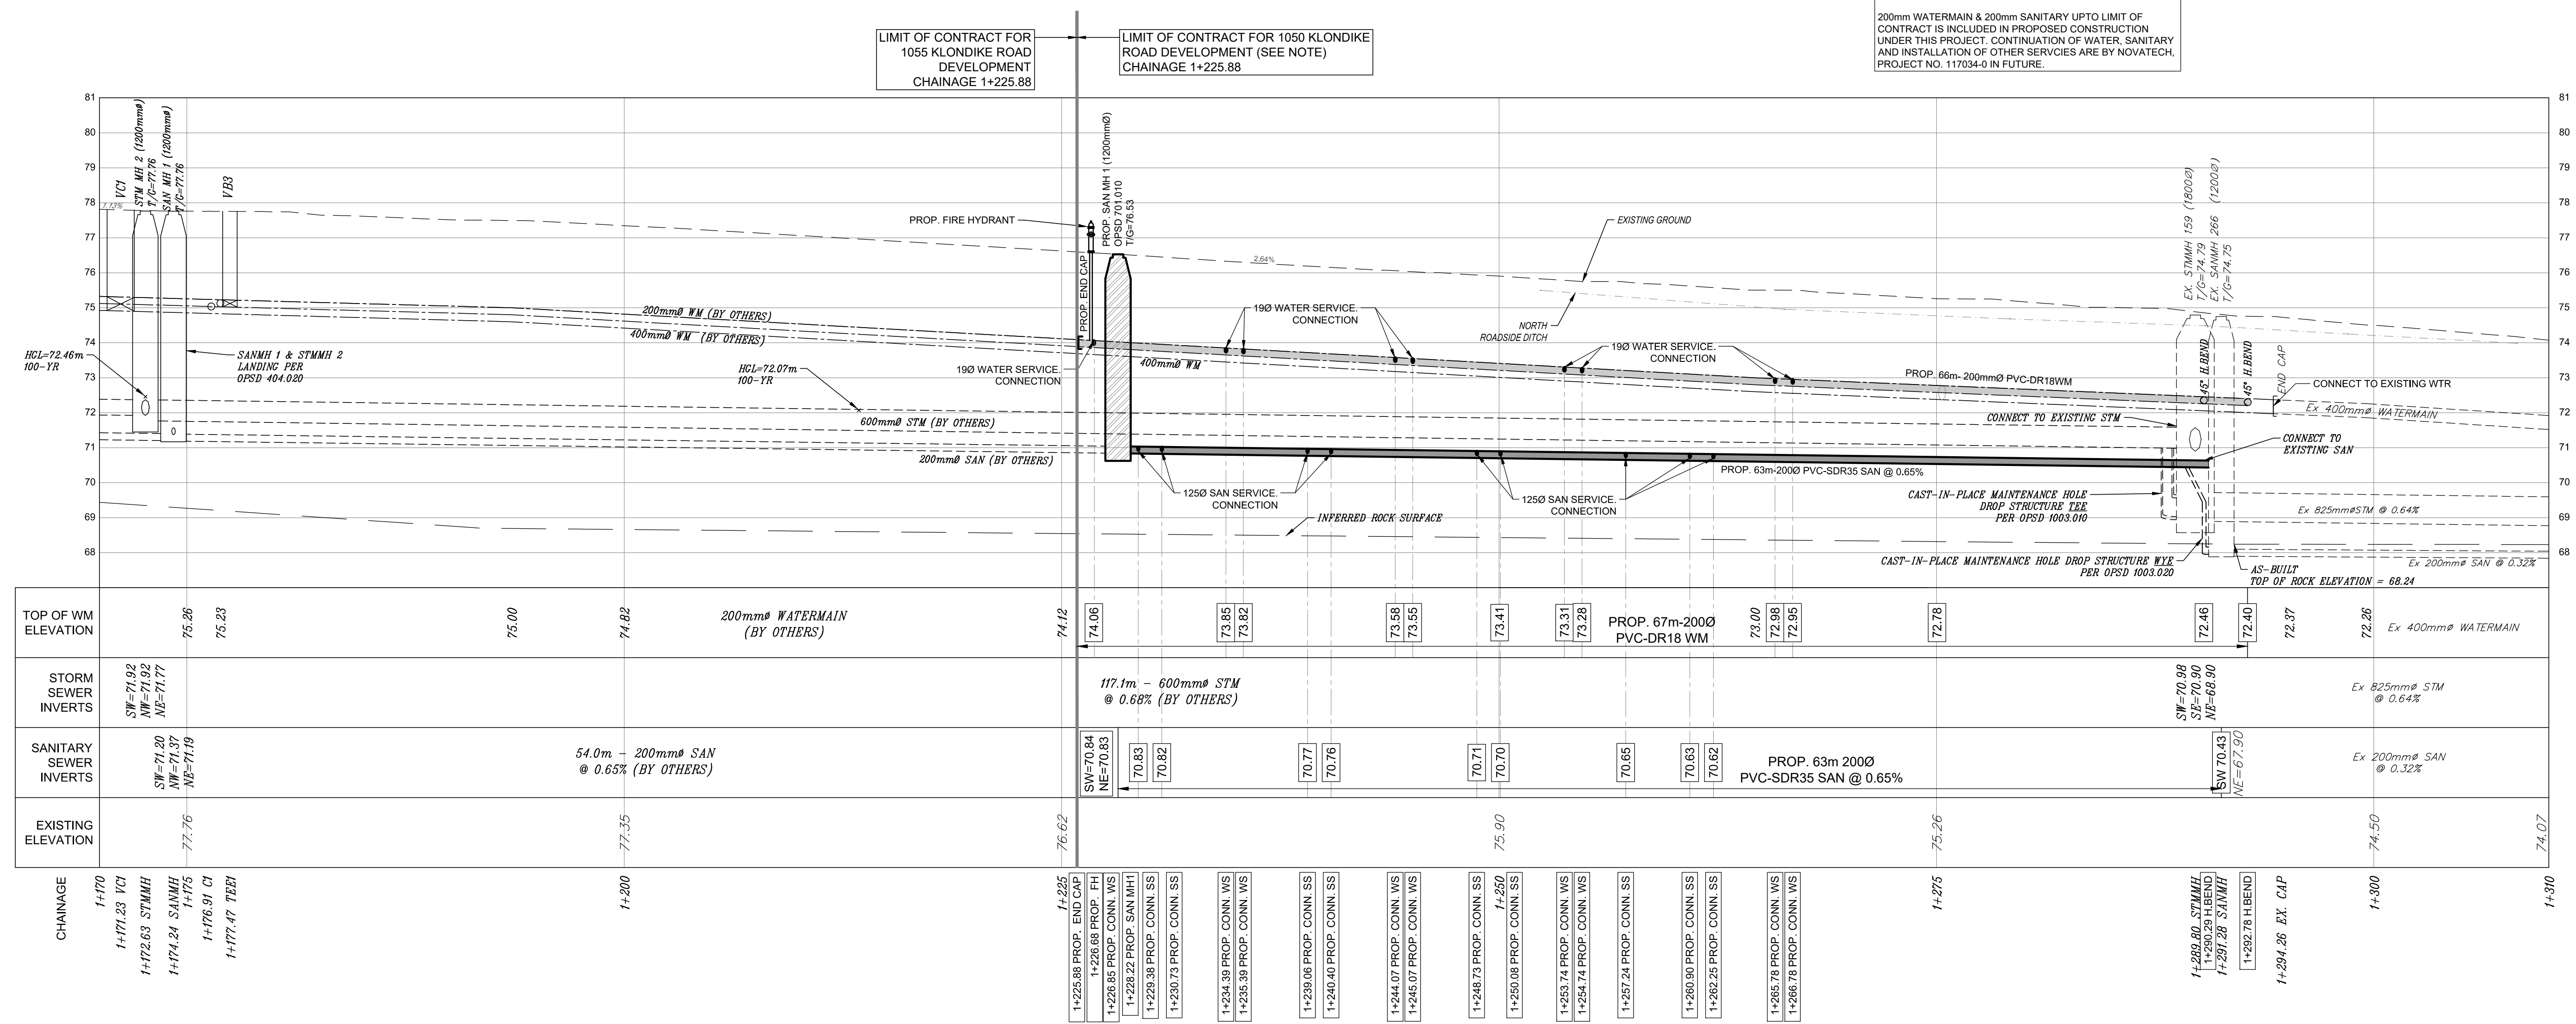 200mm WATERMAIN & 200mm SANITARY UPTO LIMIT OF
CONTRACT IS INCLUDED IN PROPOSED CONSTRUCTION
UNDER THIS PROJECT. CONTINUATION OF WATER, SANITARY
AND INSTALLATION OF OTHER SERVCIES ARE BY NOVATECH,
PROJECT NO. 117034-0 IN FUTURE.
LIMIT OF CONTRACT FOR
1055 KLONDIKE ROAD
DEVELOPMENT
CHAINAGE 1+225.88
LIMIT OF CONTRACT FOR 1050 KLONDIKE
ROAD DEVELOPMENT (SEE NOTE)
CHAINAGE 1+225.88
81
80
79
78
77
76
75
74
73
72
71
70
69
68
81
80
79
78
77
76
75
74
73
72
71
70
69
68
1.13%
VC1
STM MH 2 (1200mmØ)
T/G=77.76
SAN MH 1 (1200mmØ)
T/G=77.76
VB3
HGL=72.46m
100-YR
SANMH 1 & STMMH 2
LANDING PER
OPSD 404.020
200mmØ WM (BY OTHERS)
400mmØ WM (BY OTHERS)
HGL=72.07m
100-YR
600mmØ STM (BY OTHERS)
200mmØ SAN (BY OTHERS)
PROP. FIRE HYDRANT
PROP. END CAP
PROP. SAN MH 1 (1200mmØ)
OPSD 701.010
T/G=76.53
19Ø WATER SERVICE.
CONNECTION
400mmØ WM
2.64%
19Ø WATER SERVICE.
CONNECTION
EXISTING GROUND
NORTH
ROADSIDE DITCH
19Ø WATER SERVICE.
CONNECTION
PROP. 66m- 200mmØ PVC-DR18WM
125Ø SAN SERVICE.
CONNECTION
125Ø SAN SERVICE.
CONNECTION
PROP. 63m-200Ø PVC-SDR35 SAN @ 0.65%
INFERRED ROCK SURFACE
CONNECT TO EXISTING STM
CAST-IN-PLACE MAINTENANCE HOLE
DROP STRUCTURE TEE
PER OPSD 1003.010
CAST-IN-PLACE MAINTENANCE HOLE DROP STRUCTURE WYE
PER OPSD 1003.020
EX. STMMH 159 (1800Ø)
T/G=74.79
EX. SANMH 266 (1200Ø)
T/G=74.75
45° H.BEND
45° H.BEND
END CAP
CONNECT TO EXISTING WTR
Ex 400mmØ WATERMAIN
CONNECT TO
EXISTING SAN
Ex 825mmØSTM @ 0.64%
Ex 200mmØ SAN @ 0.32%
AS-BUILT
TOP OF ROCK ELEVATION = 68.24
TOP OF WM
ELEVATION
75.26
75.23
75.00
74.82
200mmØ WATERMAIN
(BY OTHERS)
74.12
74.06
73.85
73.82
73.58
73.55
73.41
73.31
73.28
PROP. 67m-200Ø
PVC-DR18 WM
73.00
72.98
72.95
72.78
72.46
72.40
72.37
72.26
Ex 400mmØ WATERMAIN
STORM
SEWER
INVERTS
SW=71.92
NW=71.92
NE=71.77
117.1m - 600mmØ STM
@ 0.68% (BY OTHERS)
SW=70.98
SE=70.90
NE=68.90
Ex 825mmØ STM
@ 0.64%
SANITARY
SEWER
INVERTS
SW=71.20
NW=71.37
NE=71.19
54.0m - 200mmØ SAN
@ 0.65% (BY OTHERS)
SW=70.84
NE=70.83
70.83
70.82
70.77
70.76
70.71
70.70
70.65
70.63
70.62
PROP. 63m 200Ø
PVC-SDR35 SAN @ 0.65%
SW 70.43
NE=67.90
Ex 200mmØ SAN
@ 0.32%
EXISTING
ELEVATION
77.76
77.35
76.62
75.90
75.26
74.50
74.07
CHAINAGE
1+170
1+171.23 VC1
1+172.63 STMMH
1+174.24 SANMH
1+175
1+176.91 C1
1+177.47 TEE1
1+200
1+225
1+225.88 PROP. END CAP
1+226.68 PROP. FH
1+226.85 PROP. CONN. WS
1+228.22 PROP. SAN MH1
1+229.38 PROP. CONN. SS
1+230.73 PROP. CONN. SS
1+234.39 PROP. CONN. WS
1+235.39 PROP. CONN. WS
1+239.06 PROP. CONN. SS
1+240.40 PROP. CONN. SS
1+244.07 PROP. CONN. WS
1+245.07 PROP. CONN. WS
1+248.73 PROP. CONN. SS
1+250
1+250.08 PROP. CONN. SS
1+253.74 PROP. CONN. WS
1+254.74 PROP. CONN. WS
1+257.24 PROP. CONN. SS
1+260.90 PROP. CONN. SS
1+262.25 PROP. CONN. SS
1+265.78 PROP. CONN. WS
1+266.78 PROP. CONN. WS
1+275
1+289.80 STMMH
1+290.29 H.BEND
1+291.28 SANMH
1+292.78 H.BEND
1+294.26 EX. CAP
1+300
1+310